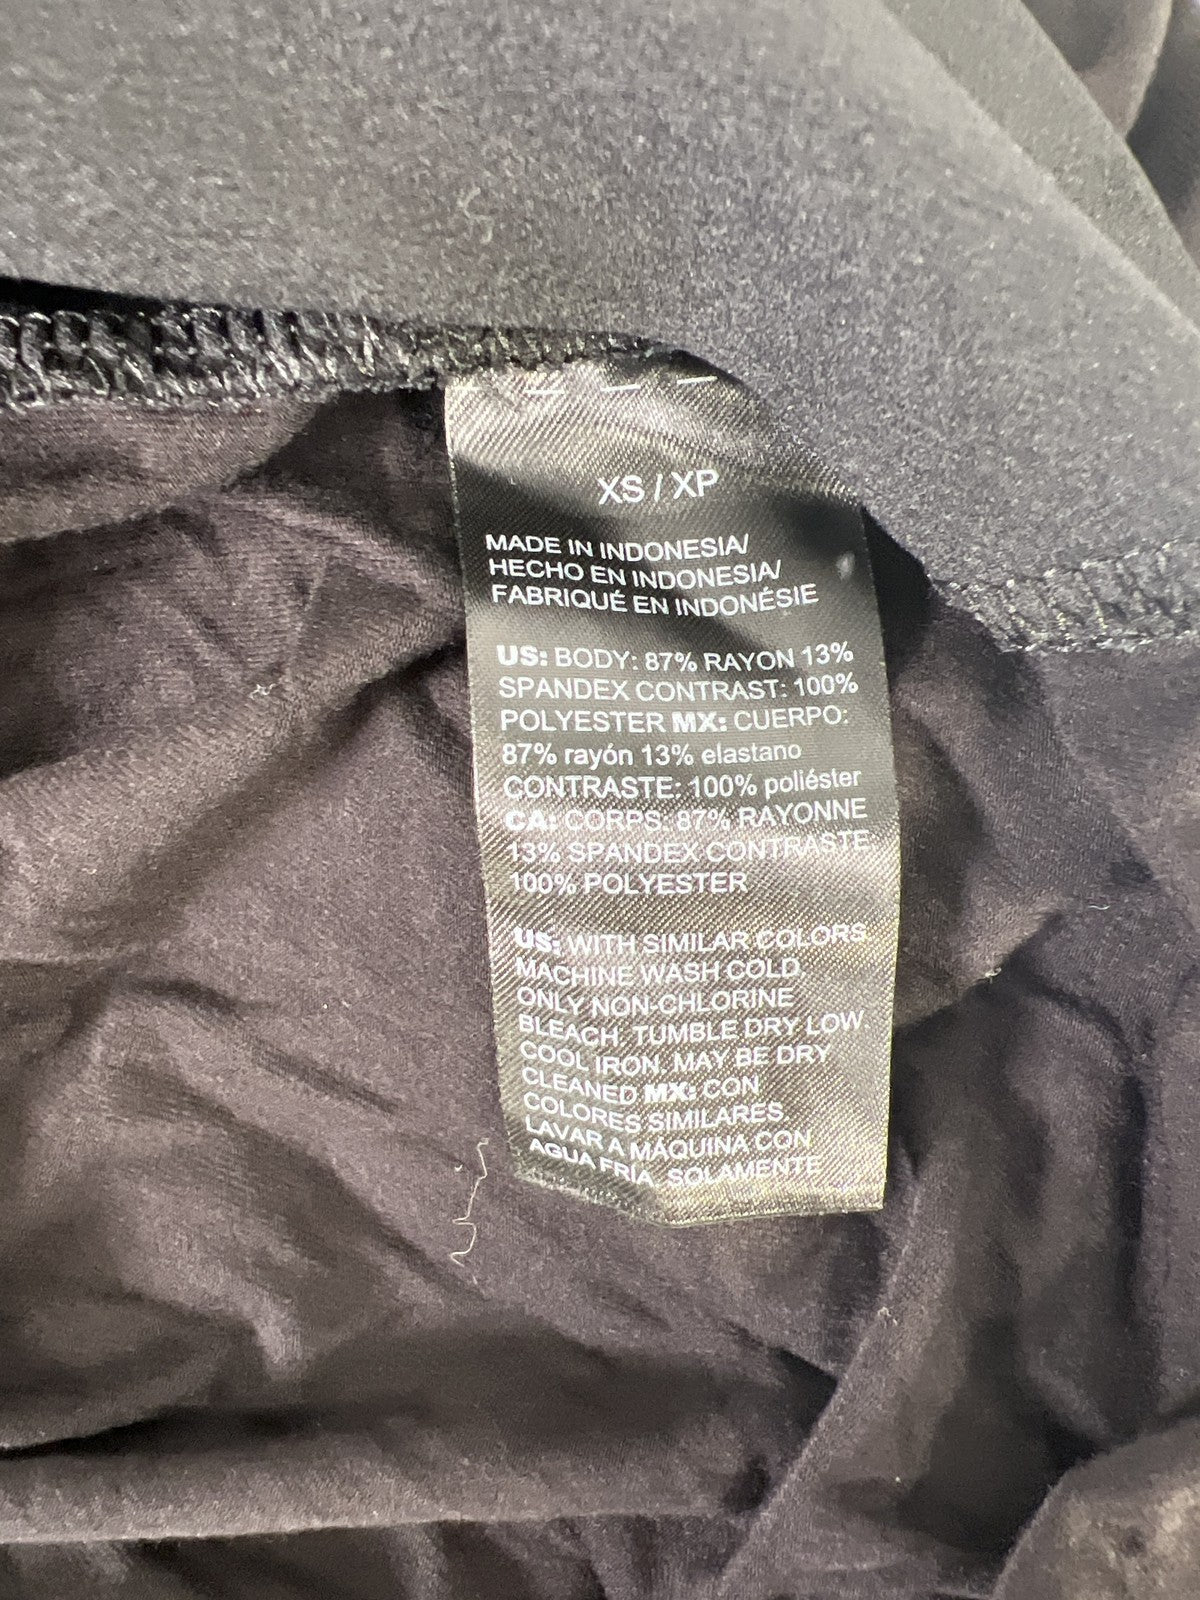 XS / XP
MADE IN INDONESIA/
HECHO EN INDONESIA/
FABRIQUÉ EN INDONÉSIE
US: BODY: 87% RAYON 13%
SPANDEX CONTRAST: 100%
POLYESTER MX: CUERPO:
87% rayón 13% elastano
CONTRASTE: 100% poliéster
CA: CORPS: 87% RAYONNE
13% SPANDEX CONTRASTE
100% POLYESTER
US: WITH SIMILAR COLORS
MACHINE WASH COLD.
ONLY NON-CHLORINE
BLEACH. TUMBLE DRY LOW.
COOL IRON. MAY BE DRY
CLEANED MX: CON
COLORES SIMILARES
LAVAR A MÁQUINA CON
AGUA FRÍA. SOLAMENTE